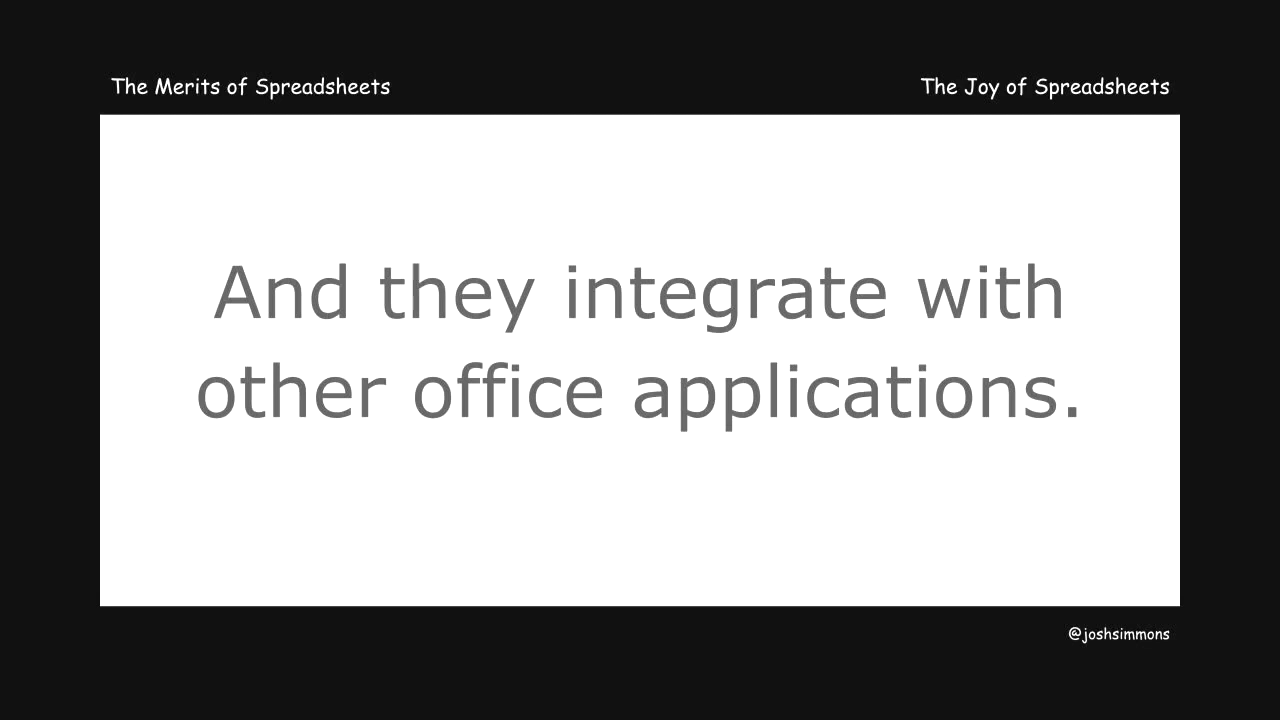 The Merits of Spreadsheets
The Joy of Spreadsheets
And they integrate with
other office applications.
@joshsimmons